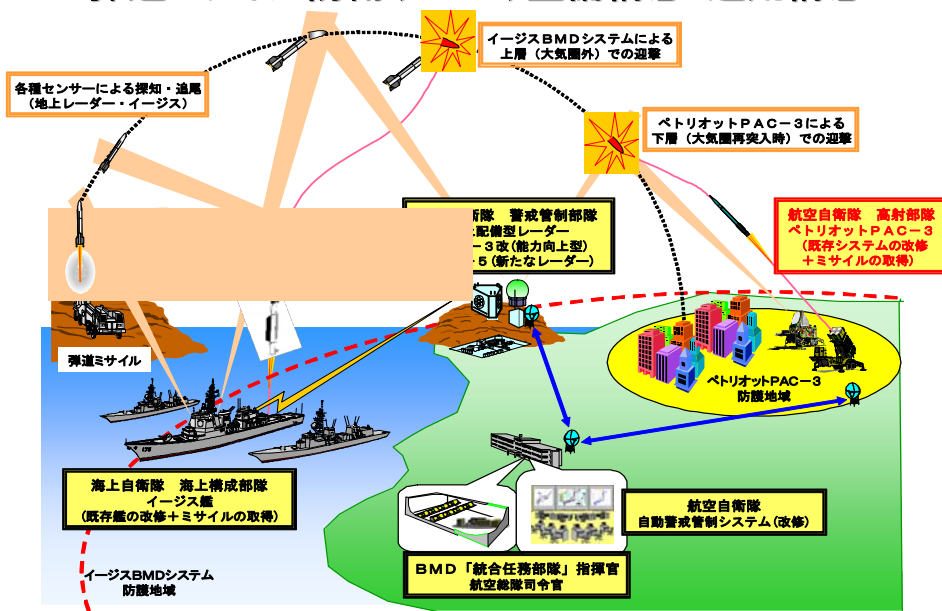 イージスBMDシステムによる
上層（大気圏外）での迎撃
各種センサーによる探知・追尾
（地上レーダー・イージス）
ペトリオットPAC－3による
下層（大気圏再突入時）での迎撃
衛隊　警戒管制部隊
配備型レーダー
－3改（能力向上型）
5（新たなレーダー）
航空自衛隊　高射部隊
ペトリオットPAC－3
（既存システムの改修
＋ミサイルの取得）
弾道ミサイル
ペトリオットPAC－3
防護地域
175
海上自衛隊　海上構成部隊
イージス艦
（既存艦の改修＋ミサイルの取得）
航空自衛隊
自動警戒管制システム（改修）
BMD「統合任務部隊」指揮官
航空総隊司令官
イージスBMDシステム
防護地域